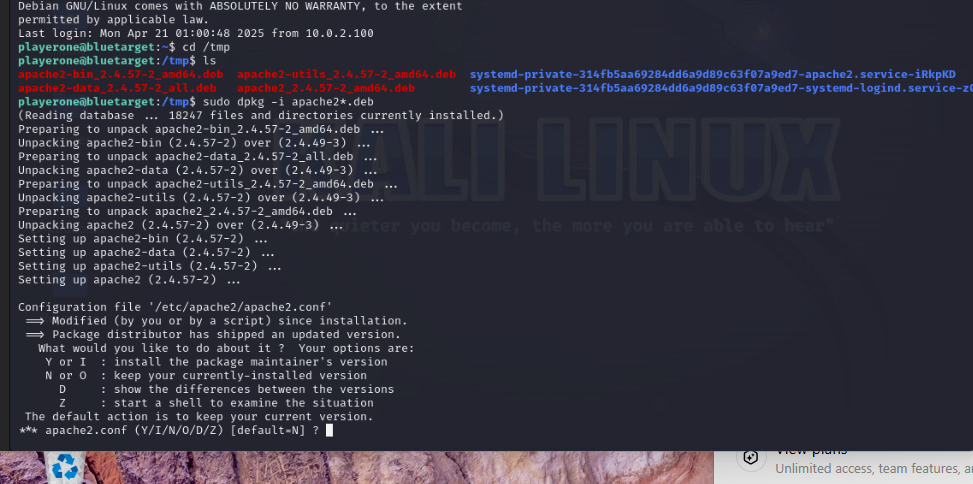 Debian GNU/Linux comes with ABSOLUTELY NO WARRANTY, to the extent
permitted by applicable law.
Last login: Mon Apr 21 01:00:48 2025 from 10.0.2.100
playerone@bluetarget:~$ cd /tmp
playerone@bluetarget:/tmp$ ls
apache2-bin_2.4.57-2_amd64.deb apache2-utils_2.4.57-2_amd64.deb systemd-private-314fb5aa69284dd6a9d89c63f07a9ed7-apache2.service-iRkpKD
apache2-data_2.4.57-2_all.deb apache2_2.4.57-2_amd64.deb systemd-private-314fb5aa69284dd6a9d89c63f07a9ed7-systemd-logind.service-z
playerone@bluetarget:/tmp$ sudo dpkg -i apache2*.deb
(Reading database ... 18247 files and directories currently installed.)
Preparing to unpack apache2-bin_2.4.57-2_amd64.deb ...
Unpacking apache2-bin (2.4.57-2) over (2.4.49-3) ...
Preparing to unpack apache2-data_2.4.57-2_all.deb ...
Unpacking apache2-data (2.4.57-2) over (2.4.49-3) ...
Preparing to unpack apache2-utils_2.4.57-2_amd64.deb ...
Unpacking apache2-utils (2.4.57-2) over (2.4.49-3) ...
Preparing to unpack apache2_2.4.57-2_amd64.deb ...
Unpacking apache2 (2.4.57-2) over (2.4.49-3) ...
Setting up apache2-bin (2.4.57-2) ...
Setting up apache2-data (2.4.57-2) ...
Setting up apache2-utils (2.4.57-2) ...
Setting up apache2 (2.4.57-2) ...
ALI LINUX
ieter you become, the more you are able to hear"
Configuration file '/etc/apache2/apache2.conf'
==> Modified (by you or by a script) since installation.
==> Package distributor has shipped an updated version.
What would you like to do about it ? Your options are:
Y or I : install the package maintainer's version
N or O : keep your currently-installed version
D : show the differences between the versions
Z : start a shell to examine the situation
The default action is to keep your current version.
*** apache2.conf (Y/I/N/O/D/Z) [default=N] ?
View plans
Unlimited access, team features, a